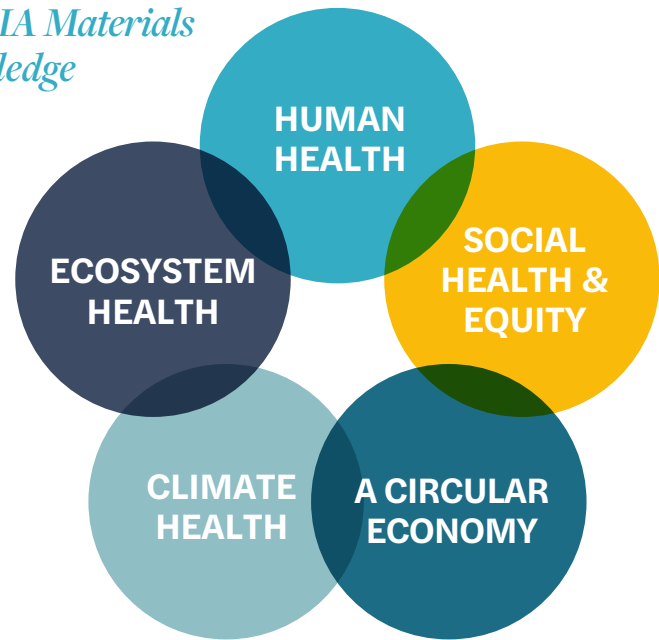 IA Materials
ledge
HUMAN
HEALTH
ECOSYSTEM
HEALTH
SOCIAL
HEALTH &
EQUITY
CLIMATE
HEALTH
A CIRCULAR
ECONOMY